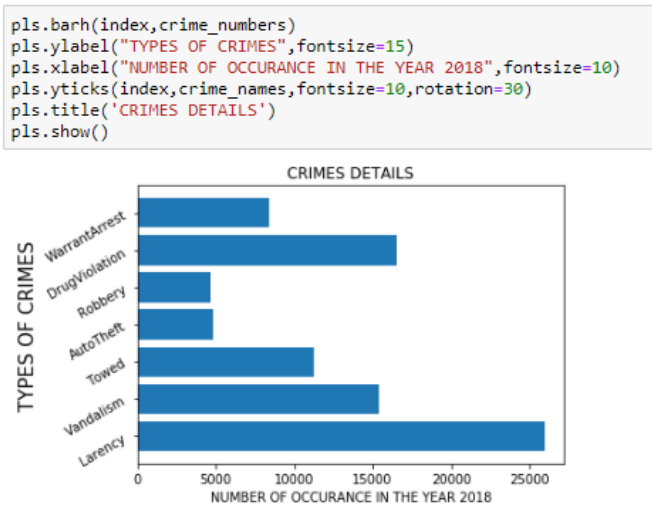 pls.barh(index,crime_numbers)
pls.ylabel("TYPES OF CRIMES",fontsize=15)
pls.xlabel("NUMBER OF OCCURANCE IN THE YEAR 2018",fontsize=10)
pls.yticks(index,crime_names,fontsize=10,rotation=30)
pls.title('CRIMES DETAILS')
pls.show()
CRIMES DETAILS
TYPES OF CRIMES
WarrantArrest
DrugViolation
Robbery
AutoTheft
Towed
Vandalism
Larency
0 5000 10000 15000 20000 25000
NUMBER OF OCCURANCE IN THE YEAR 2018